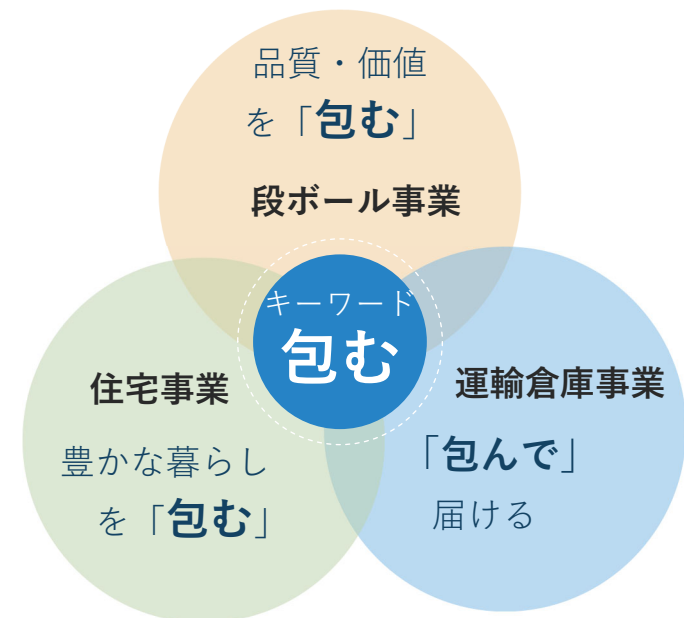 品質・価値
を「包む」
段ボール事業
キーワード
包む
住宅事業
豊かな暮らし
を「包む」
運輸倉庫事業
「包んで」
届ける